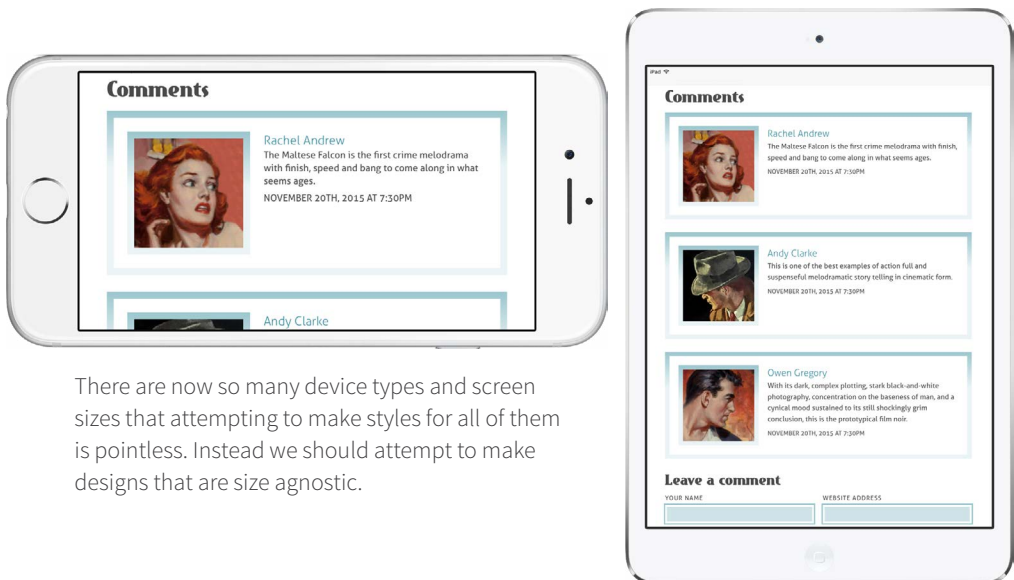 Comments
Rachel Andrew
The Maltese Falcon is the first crime melodrama
with finish, speed and bang to come along in what
seems ages.
NOVEMBER 20TH, 2015 AT 7:30PM
Andy Clarke
There are now so many device types and screen
sizes that attempting to make styles for all of them
is pointless. Instead we should attempt to make
designs that are size agnostic.
iPad
Comments
Rachel Andrew
The Maltese Falcon is the first crime melodrama with finish,
speed and bang to come along in what seems ages.
NOVEMBER 20TH, 2015 AT 7:30PM
Andy Clarke
This is one of the best examples of action full and
suspenseful melodramatic story telling in cinematic form.
NOVEMBER 20TH, 2015 AT 7:30PM
Owen Gregory
With its dark, complex plotting, stark black-and-white
photography, concentration on the baseness of man, and a
cynical mood sustained to its still shockingly grim
conclusion, this is the prototypical film noir.
NOVEMBER 20TH, 2015 AT 7:30PM
Leave a comment
YOUR NAME WEBSITE ADDRESS